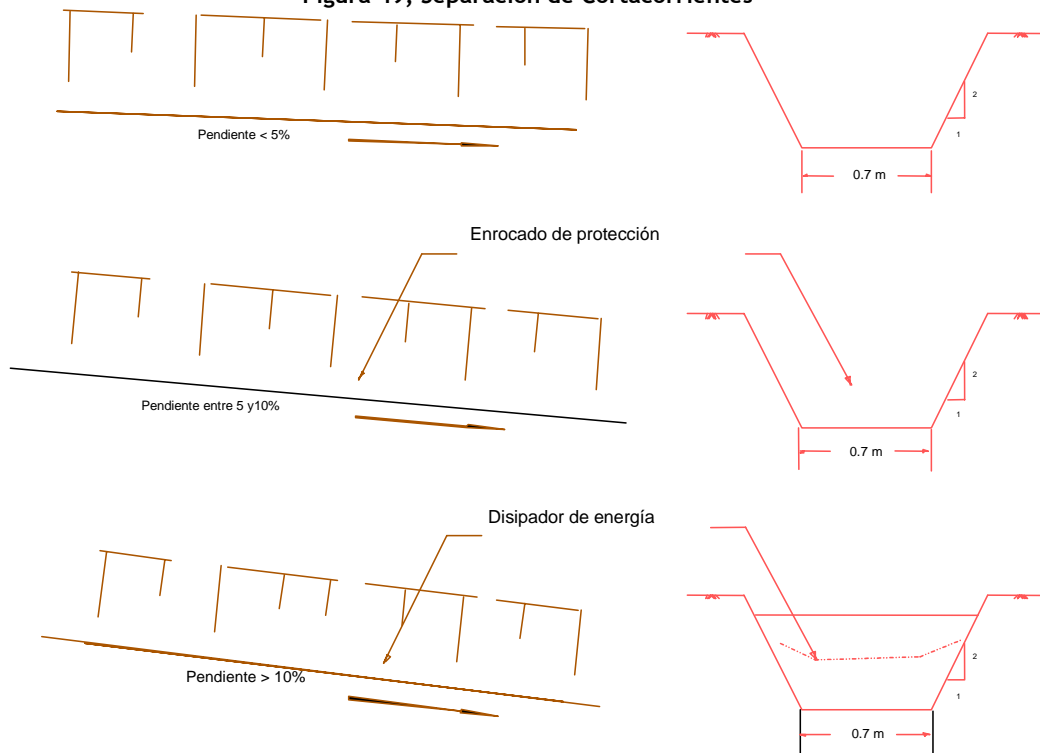 Figura 49, Separación de Cortacorrientes
Pendiente < 5%
2
1
0.7 m
Enrocado de protección
Pendiente entre 5 y10%
2
1
0.7 m
Disipador de energía
Pendiente > 10%
2
1
0.7 m